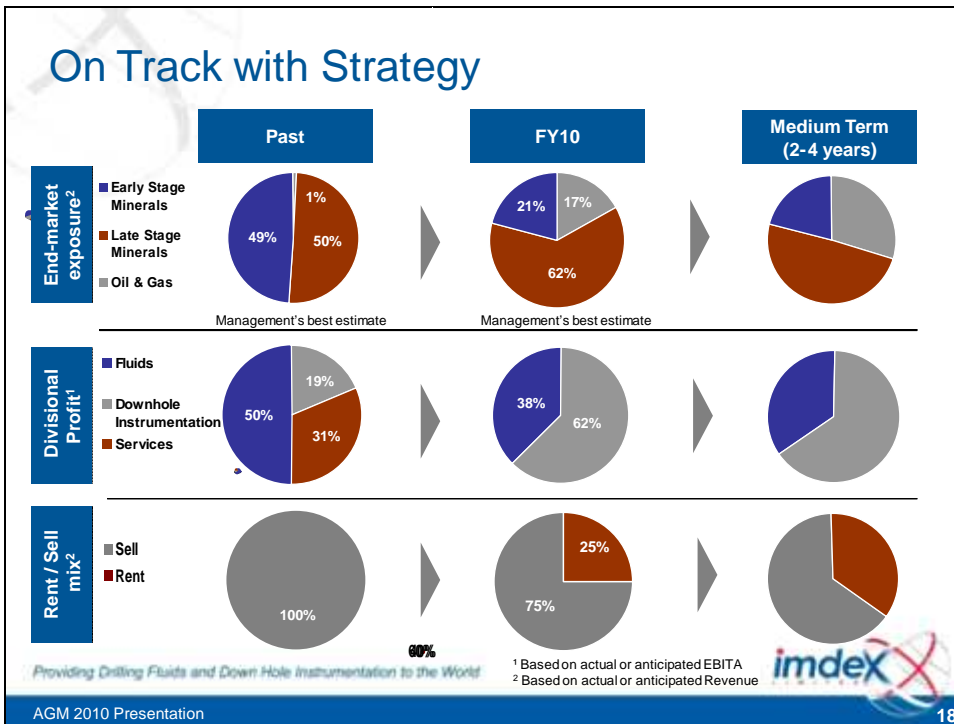 On Track with Strategy
Past
FY10
Medium Term
(2-4 years)
End-market
exposure2
Early Stage
Minerals
Late Stage
Minerals
Oil & Gas
1%
49%
50%
21%
17%
62%
Management's best estimate
Management's best estimate
Divisional
Profit1
Fluids
Downhole
Instrumentation
Services
19%
50%
31%
38%
62%
Rent / Sell
mix2
Sell
Rent
100%
25%
75%
Providing Drilling Fluids and Down Hole Instrumentation to the World
1 Based on actual or anticipated EBITA
2 Based on actual or anticipated Revenue
imdex
AGM 2010 Presentation
18